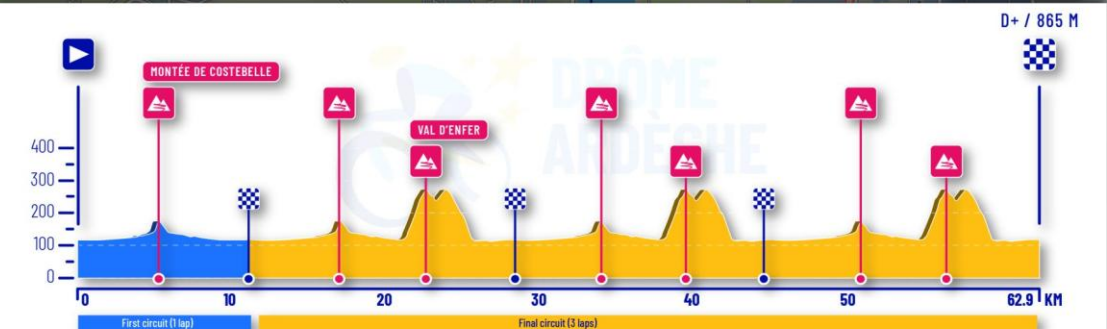 D+ / 865 M
MONTÉE DE COSTEBELLE
DRÔME
ARDÈCHE
VAL D'ENFER
400
300
200
100
0
0 10 20 30 40 50 62.9 KM
First circuit (1 lap) Final circuit (3 laps)